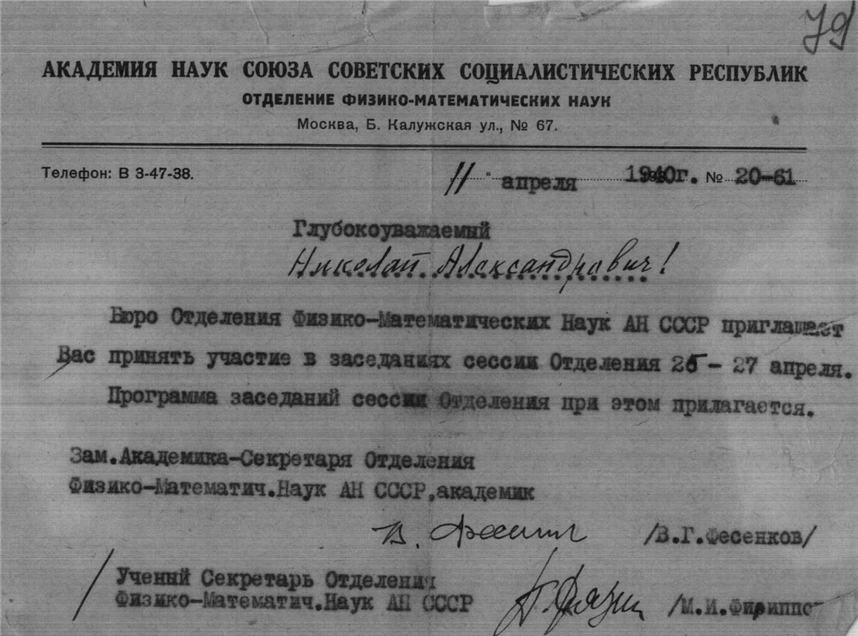 79
АКАДЕМИЯ НАУК СОЮЗА СОВЕТСКИХ СОЦИАЛИСТИЧЕСКИХ РЕСПУБЛИК
ОТДЕЛЕНИЕ ФИЗИКО-МАТЕМАТИЧЕСКИХ НАУК
Москва, Б. Калужская ул., № 67.
Телефон: В 3-47-38.
11 апреля 1940г. № 20-61
Глубокоуважаемый
Николай Александрович!
Бюро Отделения Физико-Математических Наук АН СССР приглашает
Вас принять участие в заседаниях сессии Отделения 25 - 27 апреля.
Программа заседаний сессии Отделения при этом прилагается.
Зам.Академика-Секретаря Отделения
Физико-Математич.Наук АН СССР,академик
В. /В.Г.Фесенков/
/ Ученый Секретарь Отделения
Физико-Математич.Наук АН СССР /М.И.